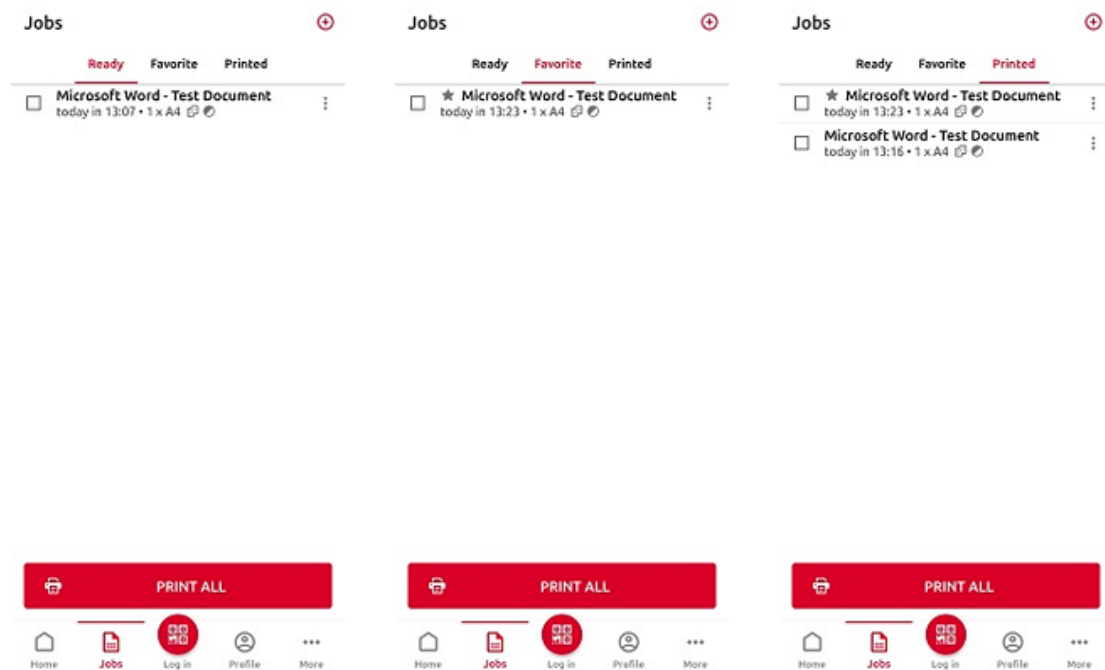 Jobs
Ready Favorite Printed
Microsoft Word - Test Document
today in 13:07 • 1 x A4
PRINT ALL
Home Jobs Log in Profile More
Jobs
Ready Favorite Printed
Microsoft Word - Test Document
today in 13:23 • 1 x A4
PRINT ALL
Home Jobs Log in Profile More
Jobs
Ready Favorite Printed
Microsoft Word - Test Document
today in 13:23 • 1 x A4
Microsoft Word - Test Document
today in 13:16 • 1 x A4
PRINT ALL
Home Jobs Log in Profile More